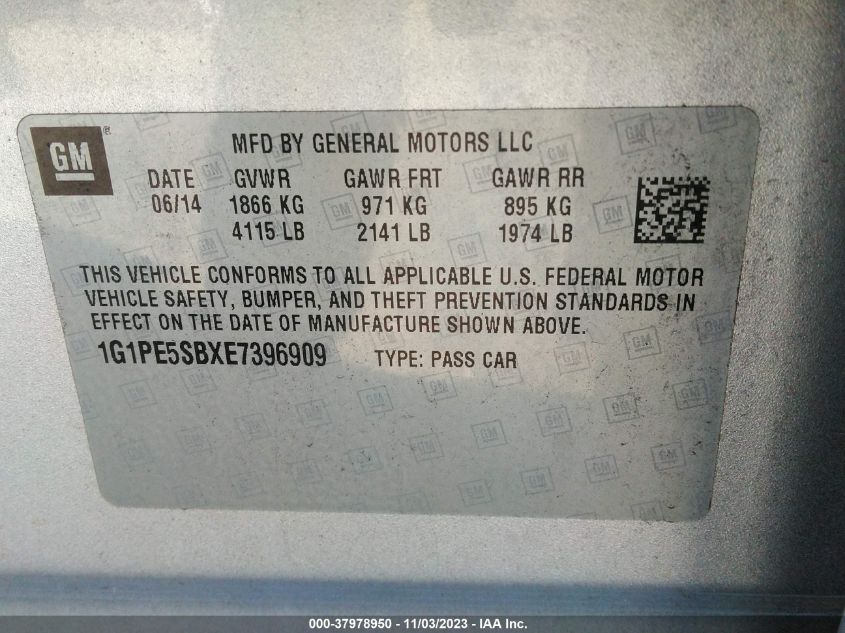 GM ®
MFD BY GENERAL MOTORS LLC
DATE GVWR GAWR FRT GAWR RR
06/14 1866 KG 971 KG 895 KG
4115 LB 2141 LB 1974 LB
THIS VEHICLE CONFORMS TO ALL APPLICABLE U.S. FEDERAL MOTOR
VEHICLE SAFETY, BUMPER, AND THEFT PREVENTION STANDARDS IN
EFFECT ON THE DATE OF MANUFACTURE SHOWN ABOVE.
1G1PE5SBXE7396909 TYPE: PASS CAR
000-37978950 - 11/03/2023 - IAA Inc.